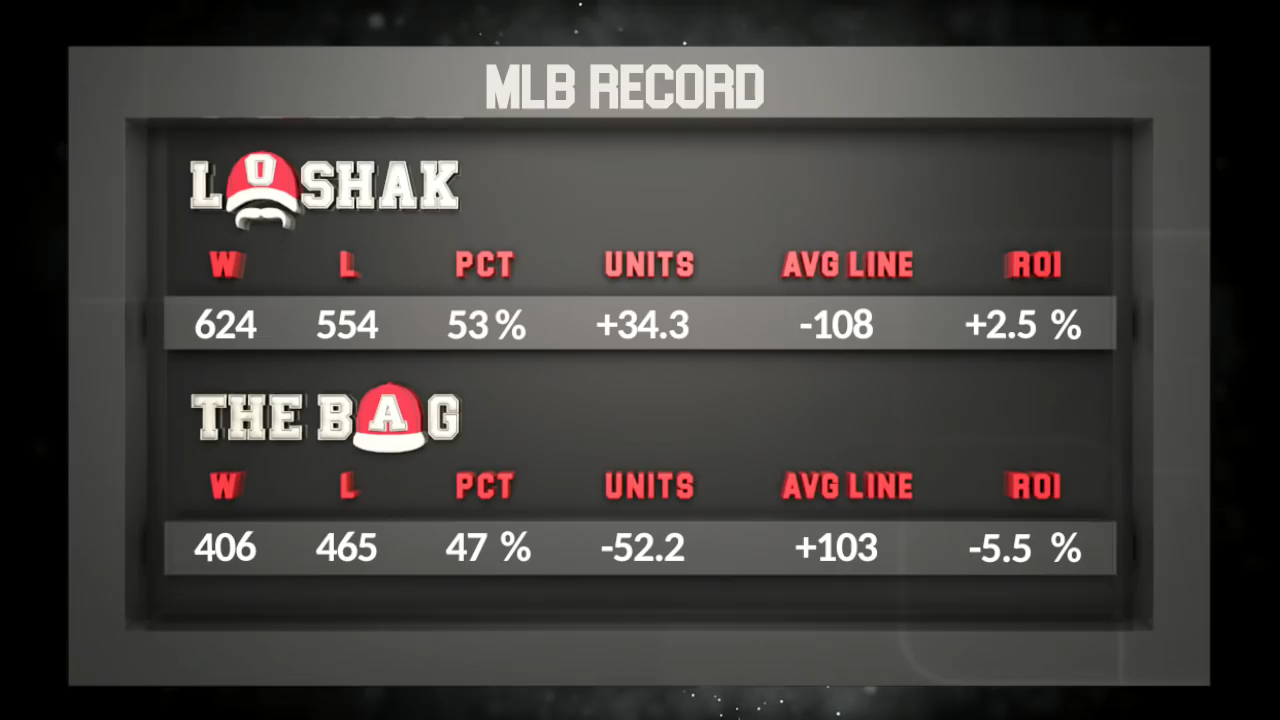 MLB RECORD
LOSHAK
W L PCT UNITS AVG LINE ROI
624 554 53 % +34.3 -108 +2.5 %
THE BAG
W L PCT UNITS AVG LINE ROI
406 465 47 % -52.2 +103 -5.5 %